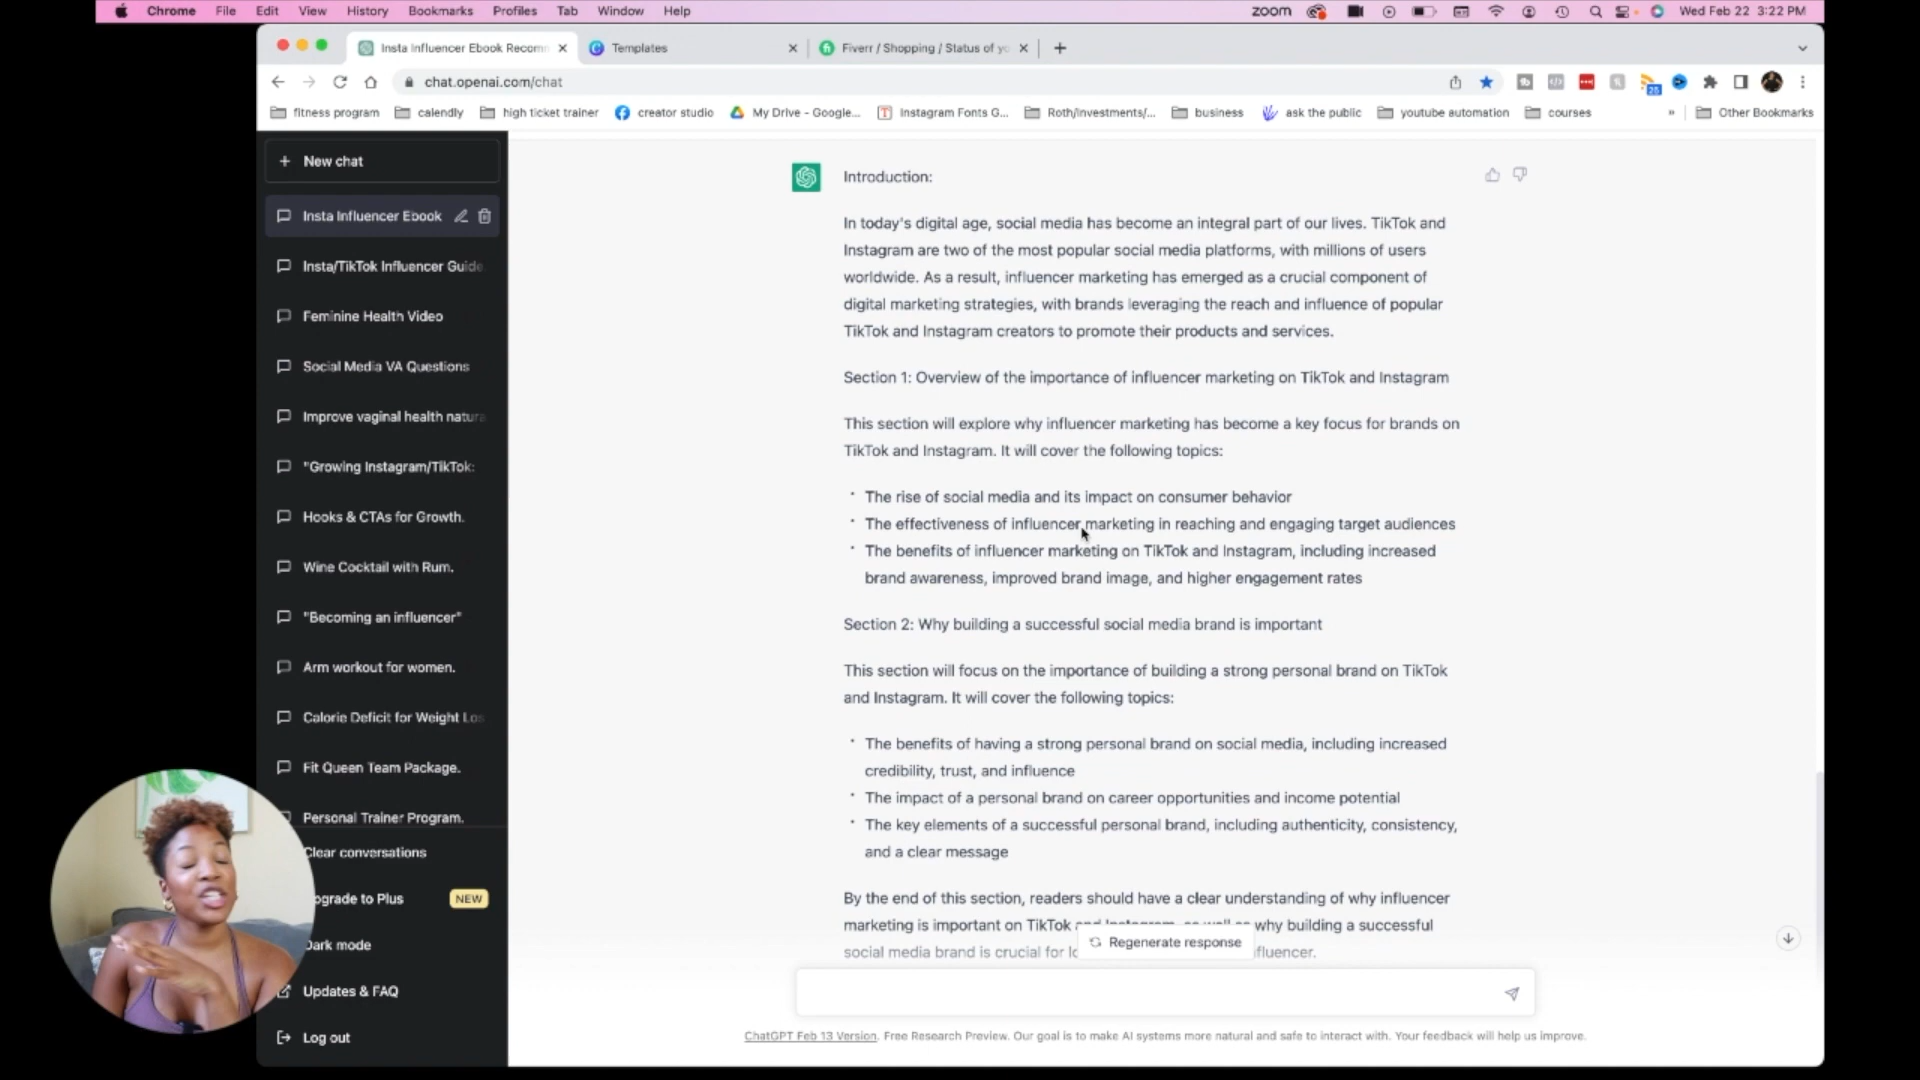 Chrome File Edit View History Bookmarks Profiles Tab Window Help zoom Wed Feb 22 3:22 PM
Insta Influencer Ebook Recom Templates Fiverr / Shopping / Status of yo
chat.openai.com/chat
fitness program calendly high ticket trainer creator studio My Drive - Google... Instagram Fonts G... Roth/investments/... business ask the public youtube automation courses » Other Bookmarks
New chat
Insta Influencer Ebook
Insta/TikTok Influencer Guide
Feminine Health Video
Social Media VA Questions
Improve vaginal health natura
"Growing Instagram/TikTok:
Hooks & CTAs for Growth.
Wine Cocktail with Rum.
"Becoming an influencer"
Arm workout for women.
Calorie Deficit for Weight Los
Fit Queen Team Package.
Personal Trainer Program.
Clear conversations
pgrade to Plus NEW
Dark mode
Updates & FAQ
Log out
Introduction:
In today's digital age, social media has become an integral part of our lives. TikTok and
Instagram are two of the most popular social media platforms, with millions of users
worldwide. As a result, influencer marketing has emerged as a crucial component of
digital marketing strategies, with brands leveraging the reach and influence of popular
TikTok and Instagram creators to promote their products and services.
Section 1: Overview of the importance of influencer marketing on TikTok and Instagram
This section will explore why influencer marketing has become a key focus for brands on
TikTok and Instagram. It will cover the following topics:
• The rise of social media and its impact on consumer behavior
• The effectiveness of influencer marketing in reaching and engaging target audiences
• The benefits of influencer marketing on TikTok and Instagram, including increased
brand awareness, improved brand image, and higher engagement rates
Section 2: Why building a successful social media brand is important
This section will focus on the importance of building a strong personal brand on TikTok
and Instagram. It will cover the following topics:
• The benefits of having a strong personal brand on social media, including increased
credibility, trust, and influence
• The impact of a personal brand on career opportunities and income potential
• The key elements of a successful personal brand, including authenticity, consistency,
and a clear message
By the end of this section, readers should have a clear understanding of why influencer
marketing is important on TikTok and Instagram, as well as why building a successful
Regenerate response
social media brand is crucial for lo fluencer.
ChatGPT Feb 13 Version. Free Research Preview. Our goal is to make AI systems more natural and safe to interact with. Your feedback will help us improve.